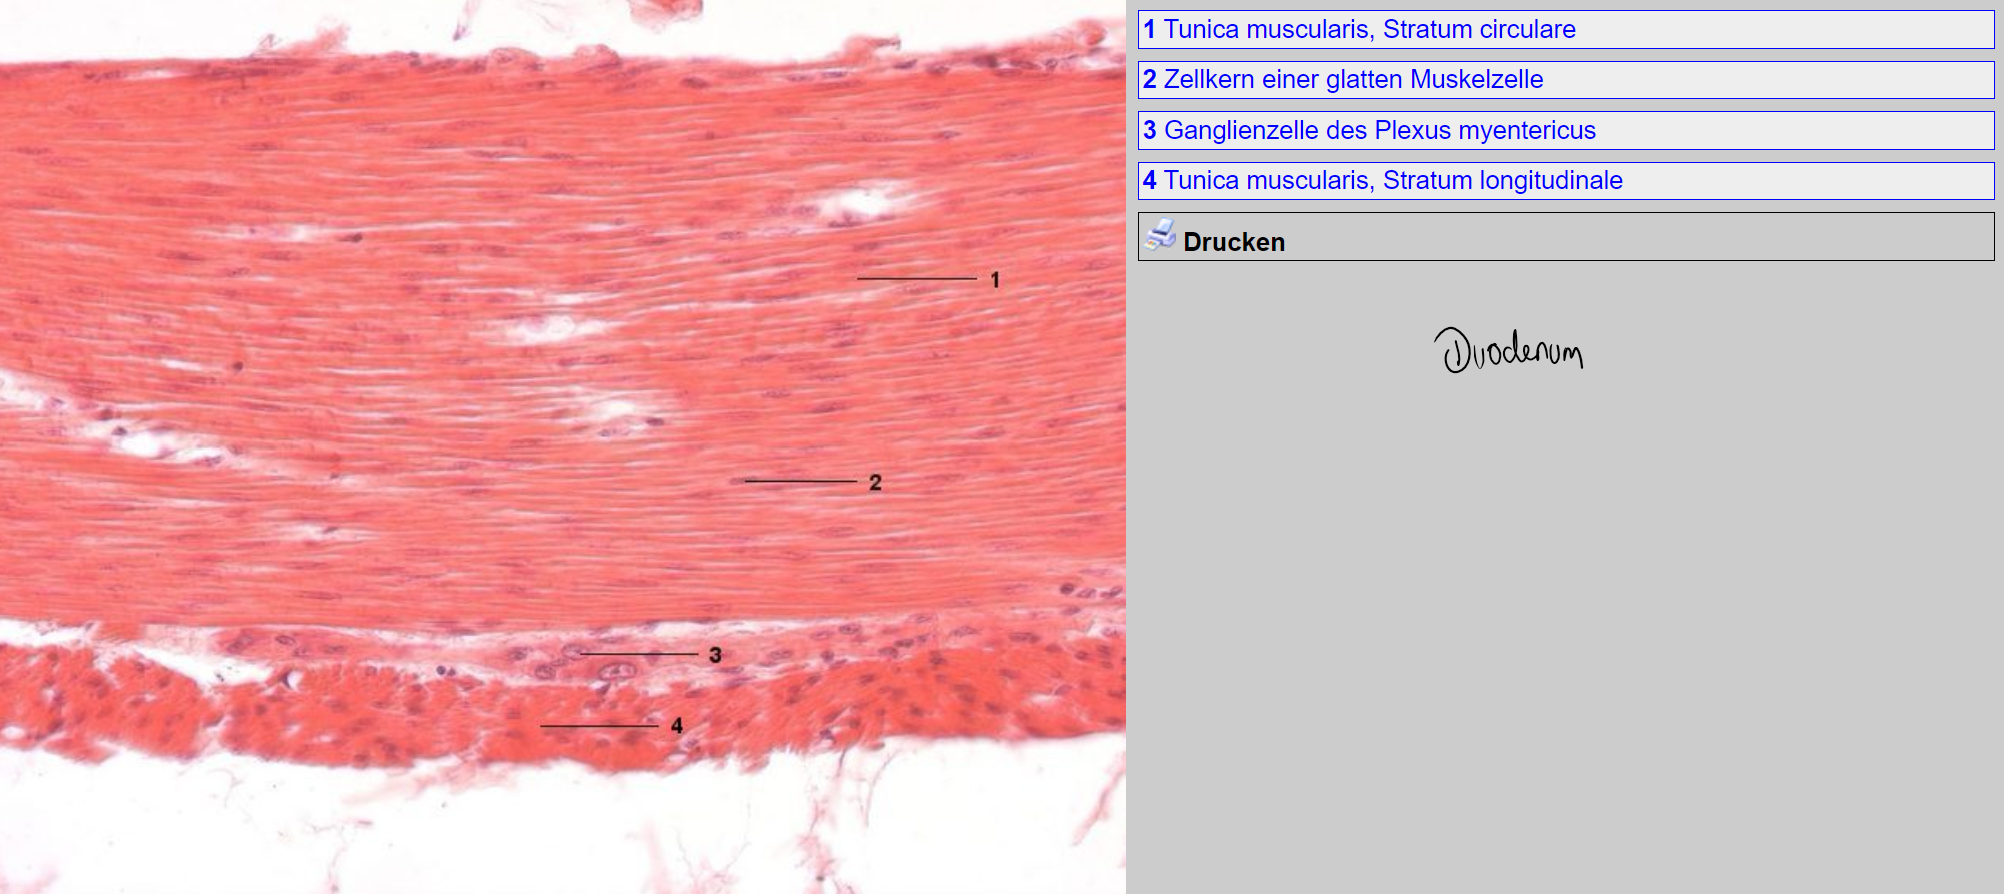 1
2
3
4
1 Tunica muscularis, Stratum circulare
2 Zellkern einer glatten Muskelzelle
3 Ganglienzelle des Plexus myentericus
4 Tunica muscularis, Stratum longitudinale
Drucken
Duodenum